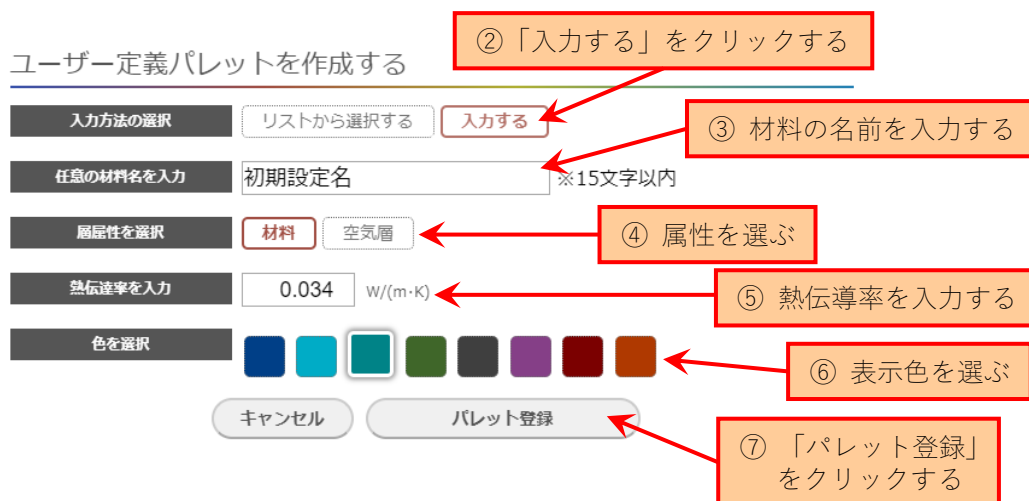 ②「入力する」をクリックする
ユーザー定義パレットを作成する
入力方法の選択 リストから選択する 入力する
③ 材料の名前を入力する
任意の材料名を入力 初期設定名 ※15文字以内
層属性を選択 材料 空気層
④ 属性を選ぶ
熱伝達率を入力 0.034 W/(m·K)
⑤ 熱伝導率を入力する
色を選択
⑥ 表示色を選ぶ
キャンセル パレット登録
⑦ 「パレット登録」
をクリックする